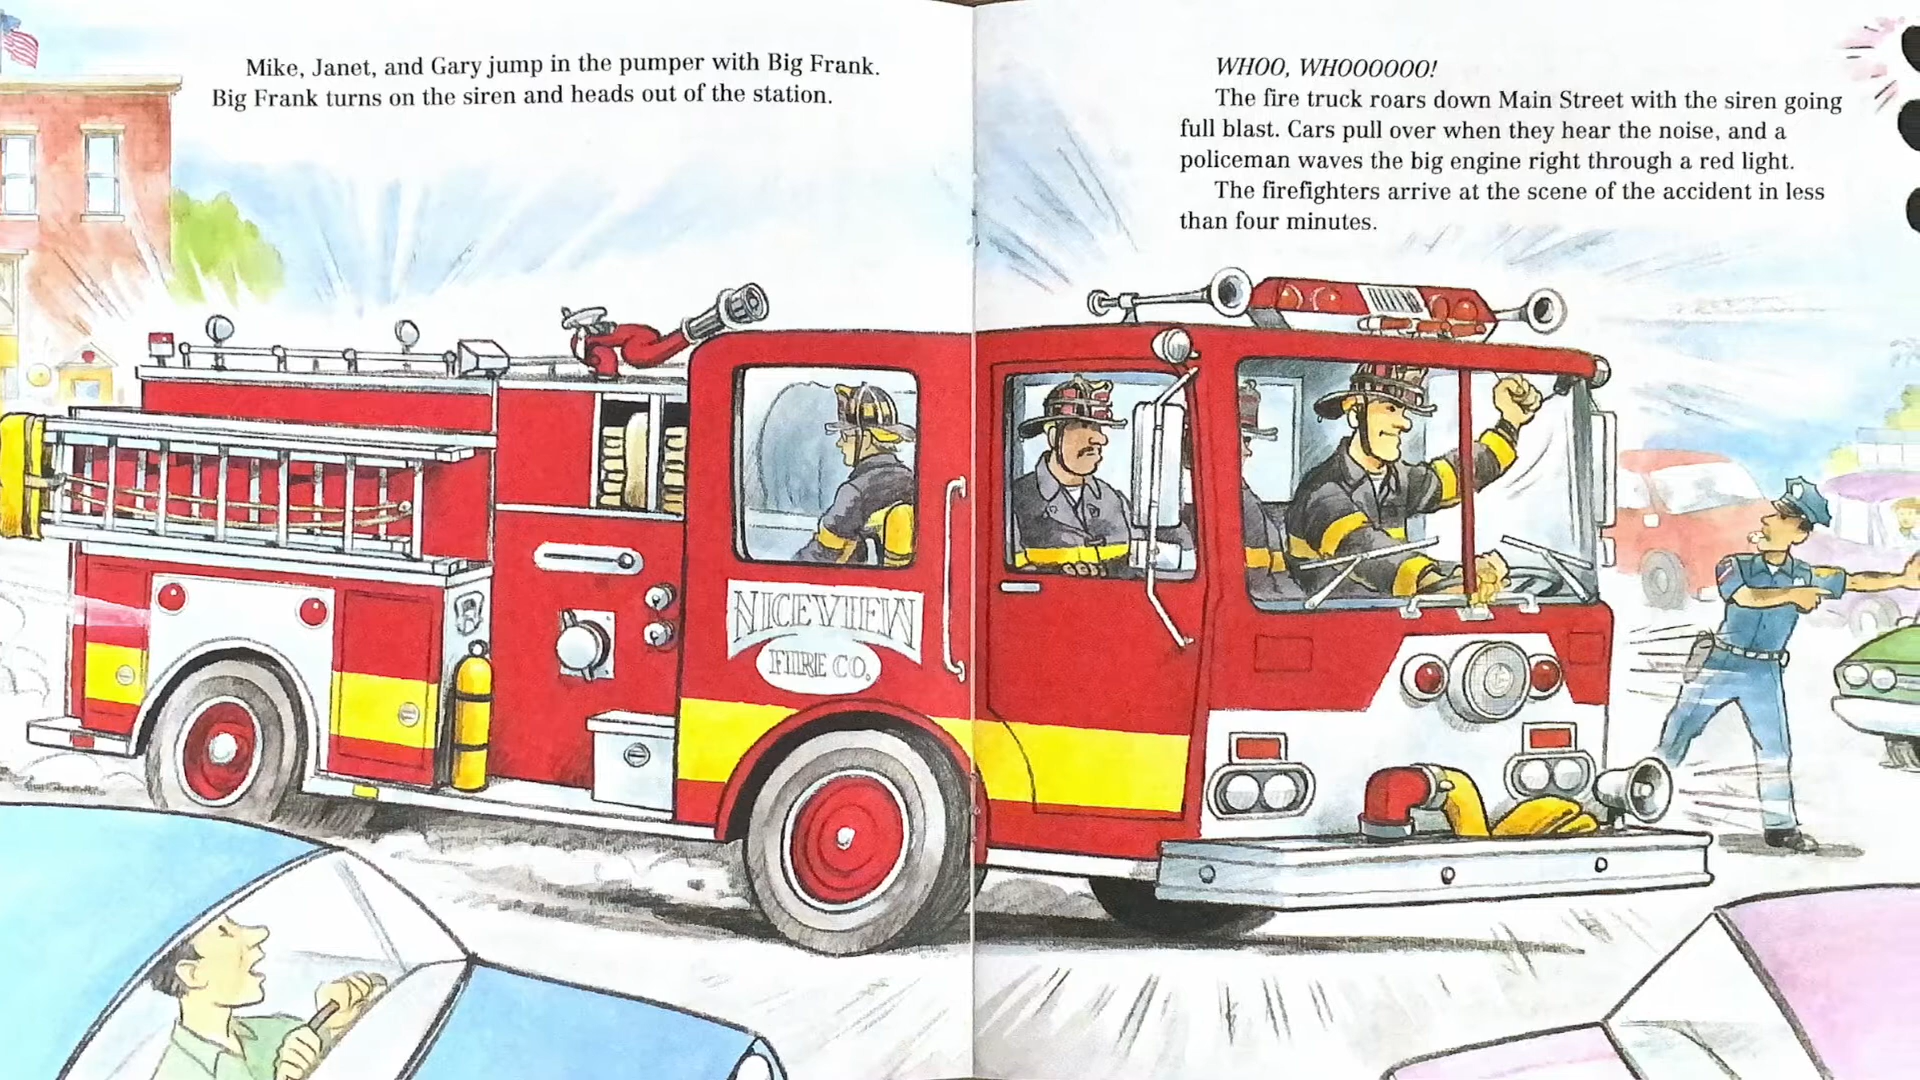 Mike, Janet, and Gary jump in the pumper with Big Frank.
Big Frank turns on the siren and heads out of the station.
WHOO, WHOOOOOO!
The fire truck roars down Main Street with the siren going
full blast. Cars pull over when they hear the noise, and a
policeman waves the big engine right through a red light.
The firefighters arrive at the scene of the accident in less
than four minutes.
NICEVIEW
FIRE CO.